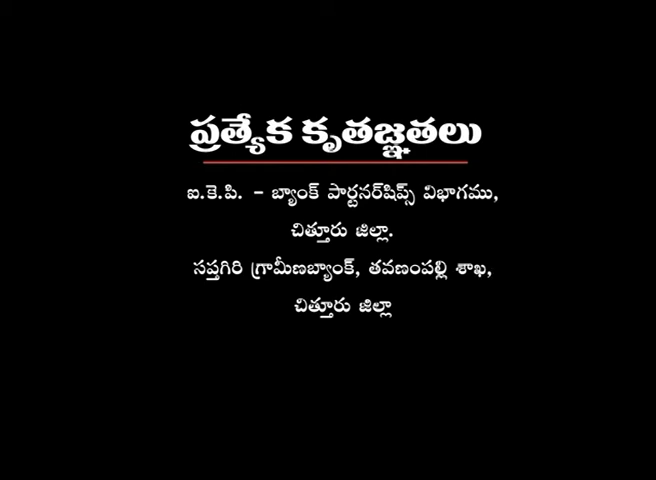 ప్రత్యేక కృతజ్ఞతలు
ఐ.కె.పి. – బ్యాంక్ పార్టనర్‌షిప్స్ విభాగము,
చిత్తూరు జిల్లా.
సప్తగిరి గ్రామీణబ్యాంక్, తవణంపల్లి శాఖ,
చిత్తూరు జిల్లా